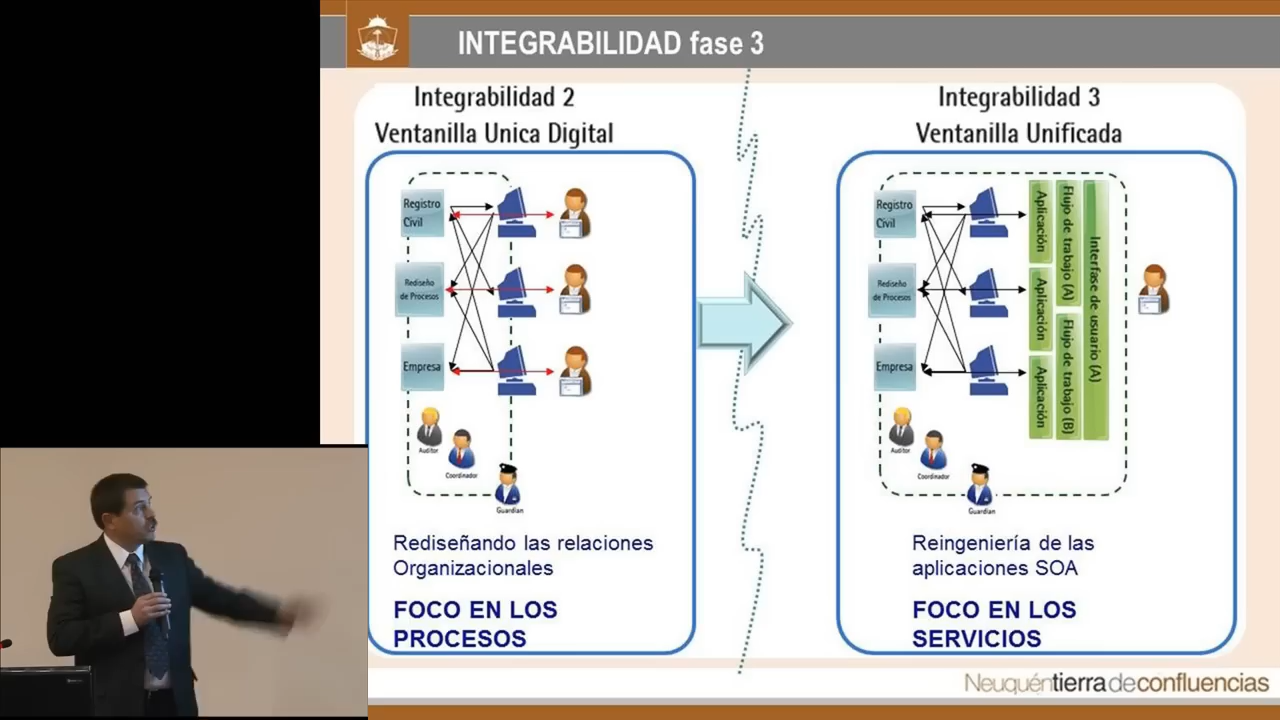 INTEGRABILIDAD fase 3
Integrabilidad 2
Ventanilla Unica Digital
Registro
Civil
Rediseño
de Procesos
Empresa
Auditor
Coordinador
Guardian
Rediseñando las relaciones
Organizacionales
FOCO EN LOS
PROCESOS
Integrabilidad 3
Ventanilla Unificada
Registro
Civil
Rediseño
de Procesos
Empresa
Aplicación
Aplicación
Aplicación
Flujo de trabajo (A)
Flujo de trabajo (B)
Interfase de usuario (A)
Auditor
Coordinador
Guardian
Reingeniería de las
aplicaciones SOA
FOCO EN LOS
SERVICIOS
Neuquéntierradeconfluencias